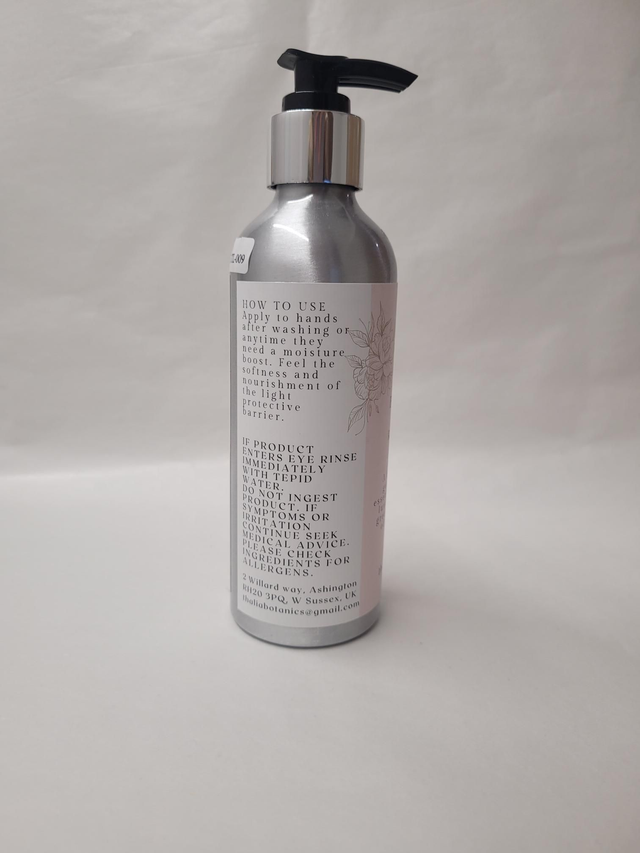 HOW TO USE
Apply to hands
after washing or
anytime they
need a moisture
boost. Feel the
softness and
nourishment of
the light
protective
barrier.
IF PRODUCT
ENTERS EYE RINSE
IMMEDIATELY
WITH TEPID
WATER.
DO NOT INGEST
PRODUCT. IF
SYMPTOMS OR
IRRITATION
CONTINUE SEEK
MEDICAL ADVICE.
PLEASE CHECK
INGREDIENTS FOR
ALLERGENS.
2 Willard way, Ashington
RH20 3PQ, W Sussex, UK